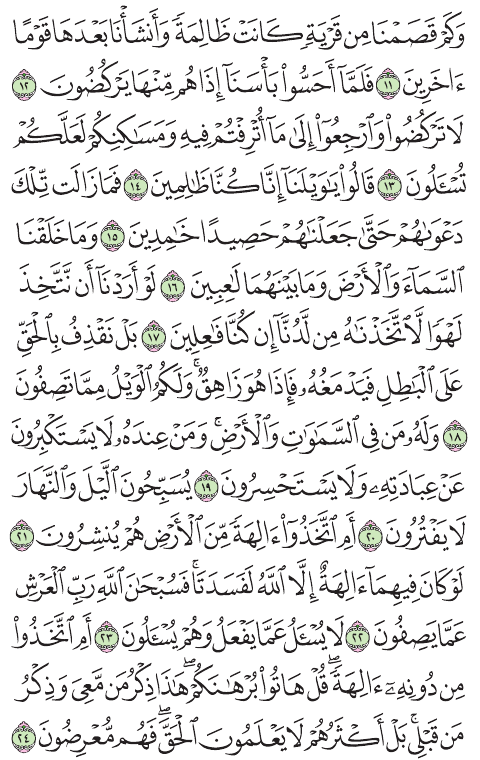 وَكَمۡ قَصَمۡنَا مِن قَرۡيَةٖ كَانَتۡ ظَالِمَةٗ وَأَنشَأۡنَا بَعۡدَهَا قَوۡمًا
ءَاخَرِينَ ١١ فَلَمَّآ أَحَسُّواْ بَأۡسَنَآ إِذَا هُم مِّنۡهَا يَرۡكُضُونَ ١٢
لَا تَرۡكُضُواْ وَٱرۡجِعُوٓاْ إِلَىٰ مَآ أُتۡرِفۡتُمۡ فِيهِ وَمَسَٰكِنِكُمۡ لَعَلَّكُمۡ
تُسۡـَٔلُونَ ١٣ قَالُواْ يَٰوَيۡلَنَآ إِنَّا كُنَّا ظَٰلِمِينَ ١٤ فَمَا زَالَت تِّلۡكَ
دَعۡوَىٰهُمۡ حَتَّىٰ جَعَلۡنَٰهُمۡ حَصِيدًا خَٰمِدِينَ ١٥ وَمَا خَلَقۡنَا
ٱلسَّمَآءَ وَٱلۡأَرۡضَ وَمَا بَيۡنَهُمَا لَٰعِبِينَ ١٦ لَوۡ أَرَدۡنَآ أَن نَّتَّخِذَ
لَهۡوٗا لَّٱتَّخَذۡنَٰهُ مِن لَّدُنَّآ إِن كُنَّا فَٰعِلِينَ ١٧ بَلۡ نَقۡذِفُ بِٱلۡحَقِّ
عَلَى ٱلۡبَٰطِلِ فَيَدۡمَغُهُۥ فَإِذَا هُوَ زَاهِقٞۚ وَلَكُمُ ٱلۡوَيۡلُ مِمَّا تَصِفُونَ
١٨ وَلَهُۥ مَن فِي ٱلسَّمَٰوَٰتِ وَٱلۡأَرۡضِۚ وَمَنۡ عِندَهُۥ لَا يَسۡتَكۡبِرُونَ
عَنۡ عِبَادَتِهِۦ وَلَا يَسۡتَحۡسِرُونَ ١٩ يُسَبِّحُونَ ٱلَّيۡلَ وَٱلنَّهَارَ
لَا يَفۡتُرُونَ ٢٠ أَمِ ٱتَّخَذُوٓاْ ءَالِهَةٗ مِّنَ ٱلۡأَرۡضِ هُمۡ يُنشِرُونَ ٢١
لَوۡ كَانَ فِيهِمَآ ءَالِهَةٌ إِلَّا ٱللَّهُ لَفَسَدَتَاۚ فَسُبۡحَٰنَ ٱللَّهِ رَبِّ ٱلۡعَرۡشِ
عَمَّا يَصِفُونَ ٢٢ لَا يُسۡـَٔلُ عَمَّا يَفۡعَلُ وَهُمۡ يُسۡـَٔلُونَ ٢٣ أَمِ ٱتَّخَذُواْ
مِن دُونِهِۦٓ ءَالِهَةٗۖ قُلۡ هَاتُواْ بُرۡهَٰنَكُمۡۖ هَٰذَا ذِكۡرُ مَن مَّعِيَ وَذِكۡرُ
مَن قَبۡلِيۚ بَلۡ أَكۡثَرُهُمۡ لَا يَعۡلَمُونَ ٱلۡحَقَّۖ فَهُم مُّعۡرِضُونَ ٢٤